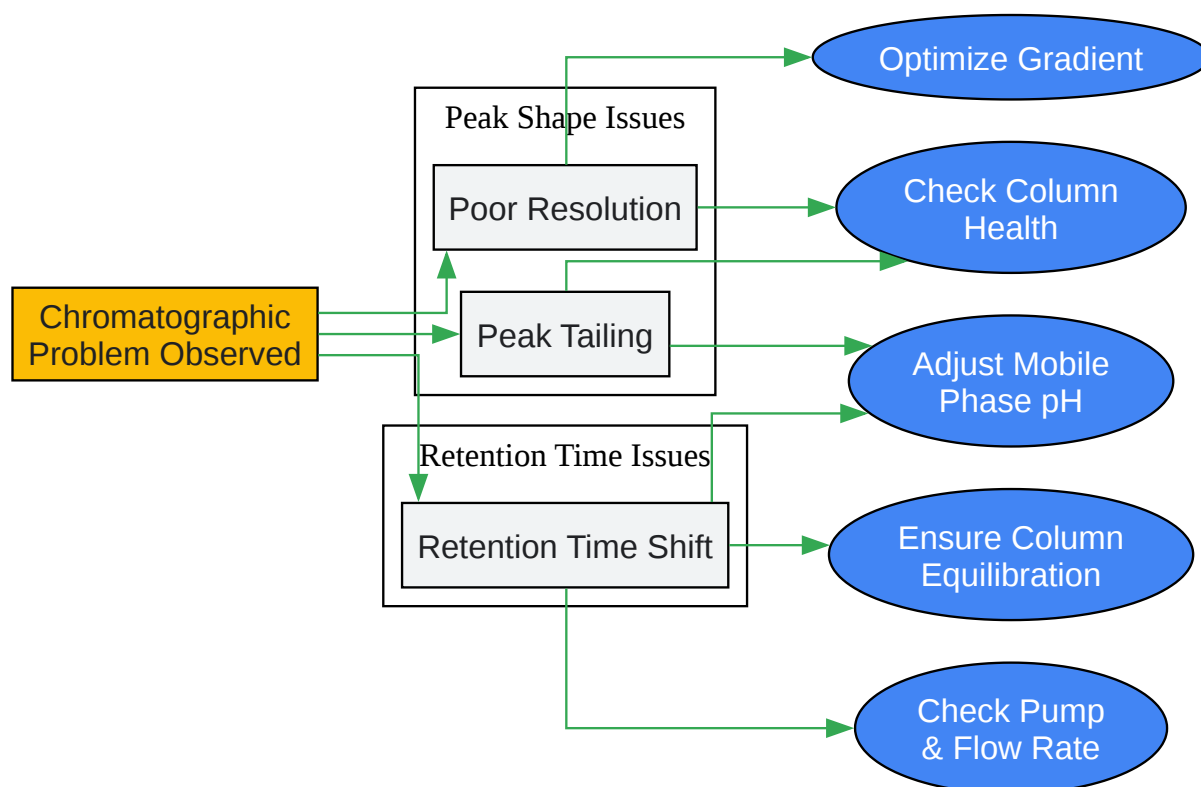 Optimize Gradient
Peak Shape Issues
Poor Resolution
Check Column
Health
Chromatographic
Problem Observed
Peak Tailing
Adjust Mobile
Phase pH
Retention Time Issues
Retention Time Shift
Ensure Column
Equilibration
Check Pump
& Flow Rate